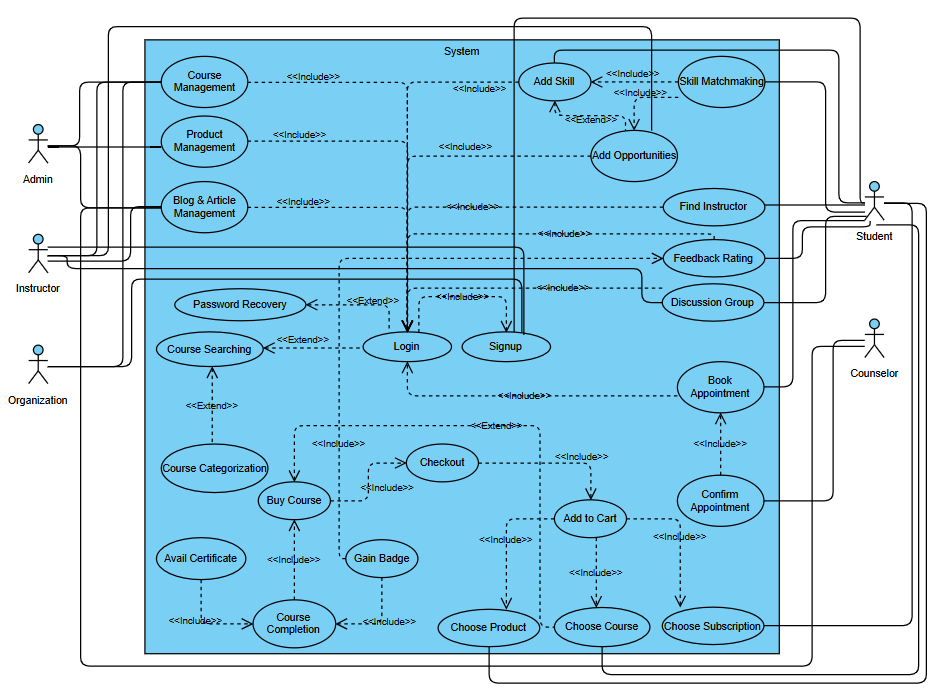 System
Course
Management
<<Include>>
<<Include>>
Add Skill
<<Include>>
Skill Matchmaking
<<Include>>
<<Extend>>
Product
Management
<<Include>>
<<Include>>
Add Opportunities
Admin
Blog & Article
Management
<<Include>>
<<Include>>
Find Instructor
Student
<<Include>>
Feedback Rating
Instructor
<<Include>>
Discussion Group
Password Recovery
<<Extend>>
<<Include>>
Course Searching
<<Extend>>
Login
Signup
Counselor
Organization
Book
Appointment
<<Include>>
<<Extend>>
<<Extend>>
<<Include>>
<<Include>>
Course Categorization
Checkout
<<Include>>
<<Include>>
Buy Course
Confirm
Appointment
Add to Cart
<<Include>>
<<Include>>
Avail Certificate
<<Include>>
Gain Badge
<<Include>>
<<Include>>
Course
Completion
<<Include>>
Choose Product
Choose Course
Choose Subscription